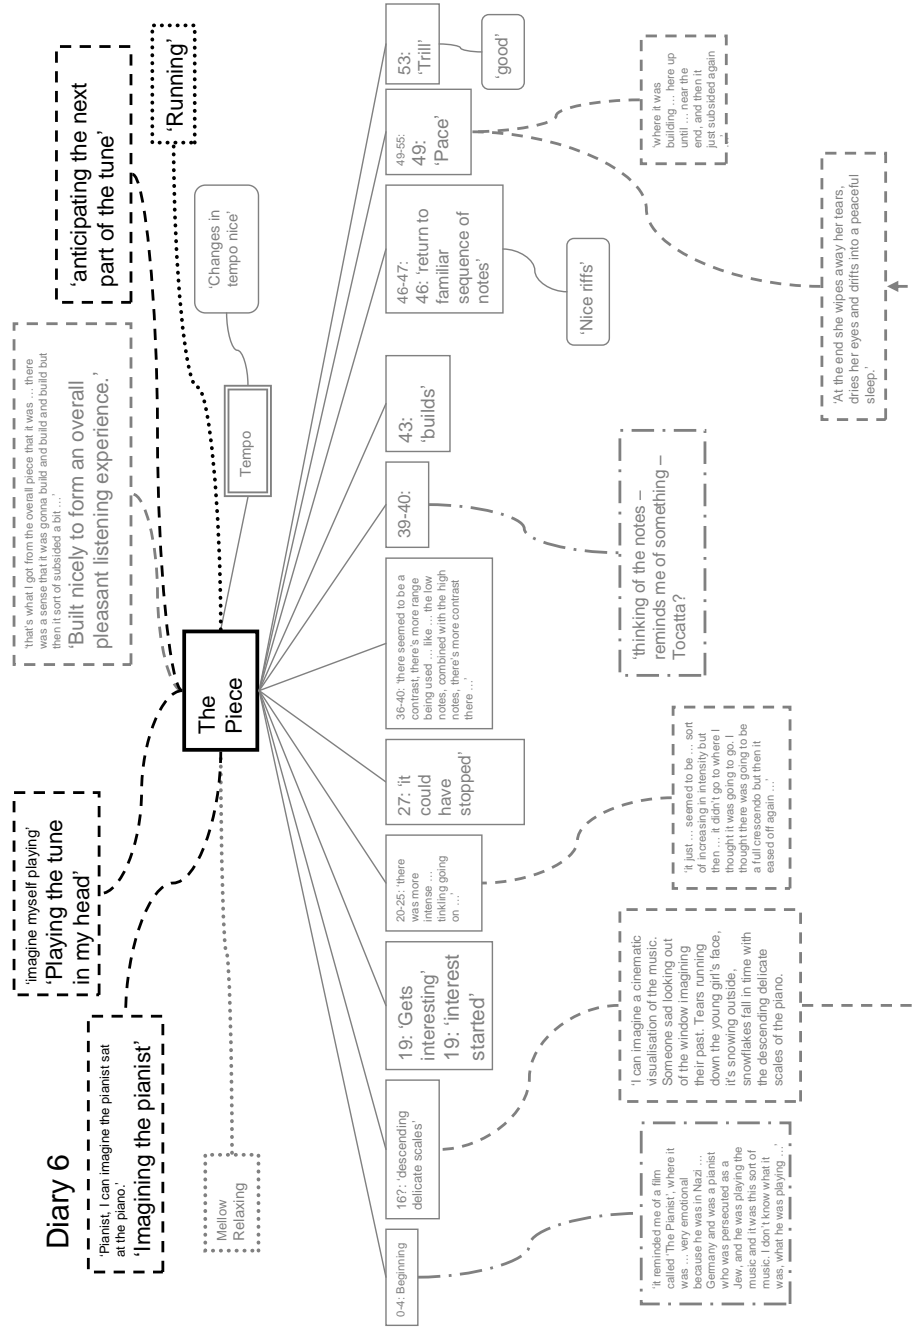 Diary 6
'Pianist, I can imagine the pianist sat
at the piano.'
'Imagining the pianist'
'imagine myself playing'
'Playing the tune
in my head'
'that's what I got from the overall piece that it was … there
was a sense that it was gonna build and build and build but
then it sort of subsided a bit …'
'Built nicely to form an overall
pleasant listening experience.'
'anticipating the next
part of the tune'
'Running'
Mellow
Relaxing
The
Piece
Tempo
'Changes in
tempo nice'
0-4: Beginning
16?: 'descending
delicate scales'
19: 'Gets
interesting'
19: 'interest
started'
20-25: 'there
was more
intense …
tinkling going
on …'
27: 'it
could
have
stopped'
36-40: 'there seemed to be a
contrast, there's more range
being used … like … the low
notes, combined with the high
notes, there's more contrast
there …'
39-40:
43:
'builds'
46-47:
46: 'return to
familiar
sequence of
notes'
49-55:
49:
'Pace'
53:
'Trill'
'good'
'Nice riffs'
'it reminded me of a film
called 'The Pianist', where it
was … very emotional
because he was in Nazi …
Germany and was a pianist
who was persecuted as a
Jew, and he was playing the
music and it was this sort of
music. I don't know what it
was, what he was playing …'
'I can imagine a cinematic
visualisation of the music.
Someone sad looking out
of the window imagining
their past. Tears running
down the young girl's face,
it's snowing outside,
snowflakes fall in time with
the descending delicate
scales of the piano.
'it just … seemed to be … sort
of increasing in intensity but
then … it didn't go to where I
thought it was going to go. I
thought there was going to be
a full crescendo but then it
eased off again …'
'thinking of the notes –
reminds me of something –
Tocatta?
'where it was
building … here up
until … near the
end, and then it
just subsided again
…'
'At the end she wipes away her tears,
dries her eyes and drifts into a peaceful
sleep.'